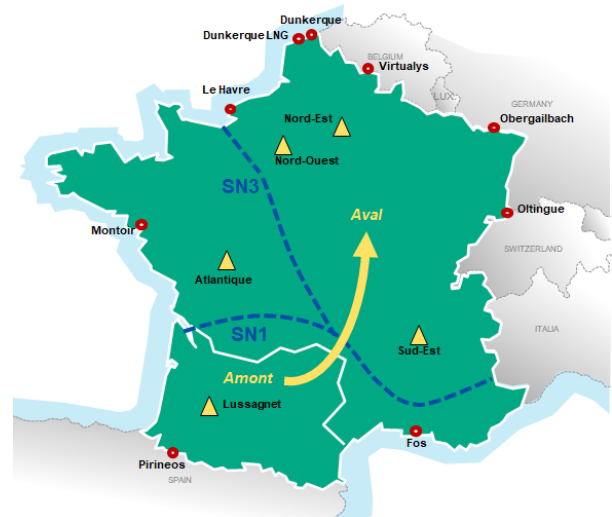 Dunkerque
Dunkerque LNG
BELGIUM
Virtualys
LUX
Le Havre
GERMANY
Nord-Est
Obergailbach
Nord-Ouest
SN3
Aval
Oltingue
Montoir
SWITZERLAND
Atlantique
SN1
ITALIA
Sud-Est
Amont
Lussagnet
Fos
Pirineos
SPAIN